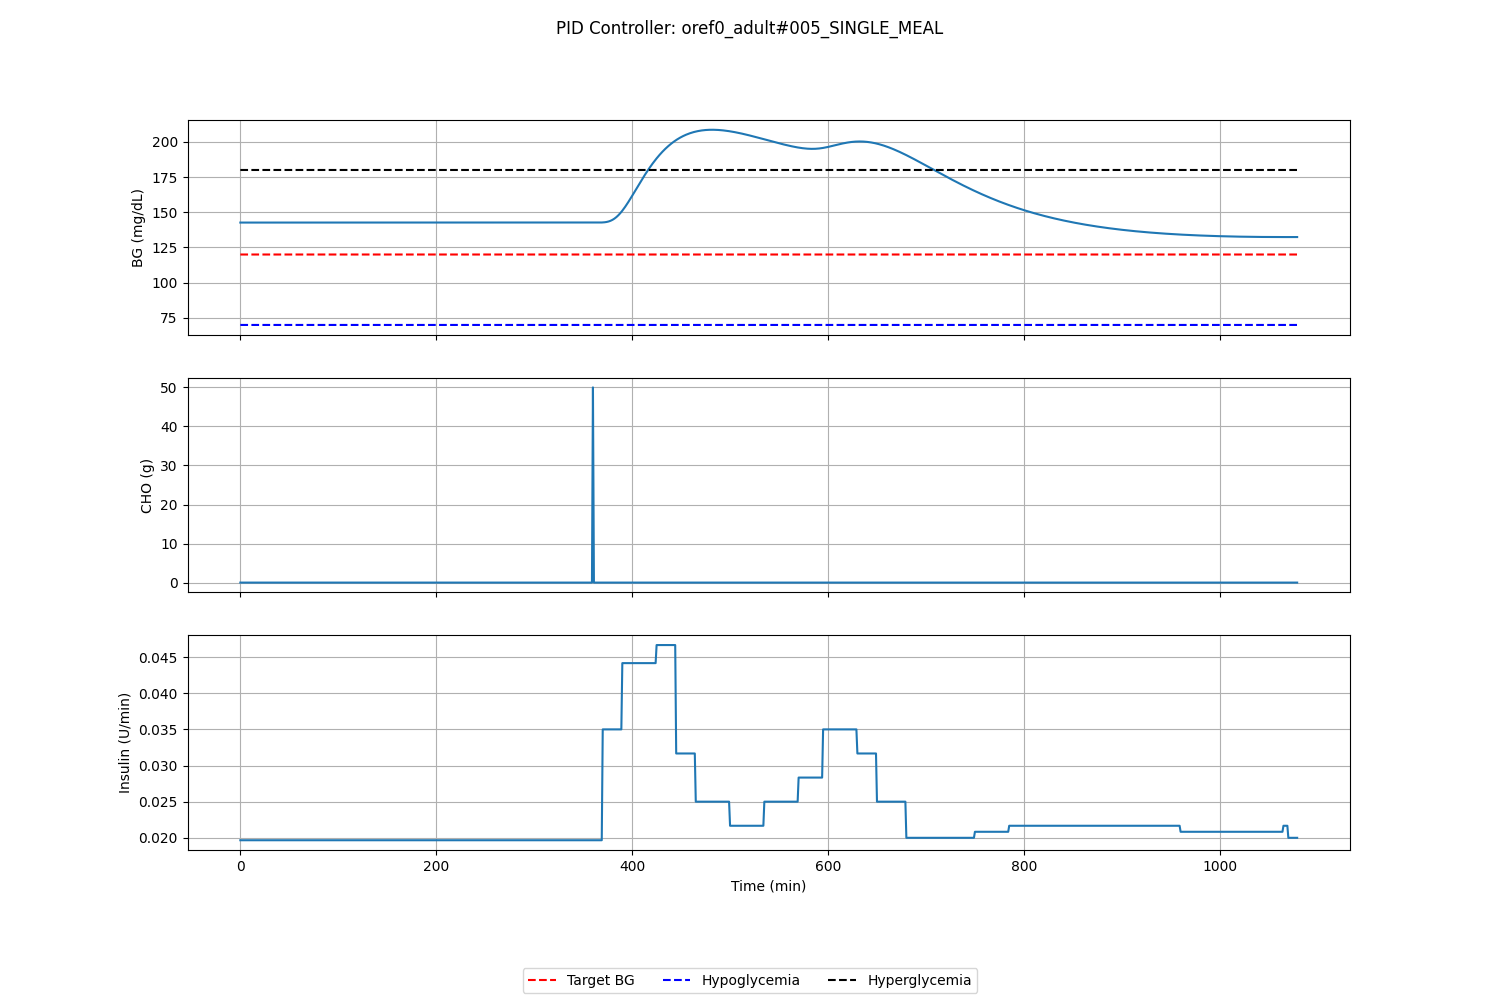 PID Controller: oref0_adult#005_SINGLE_MEAL
200
175
150
125
100
75
BG (mg/dL)
50
40
30
20
10
0
CHO (g)
0.045
0.040
0.035
0.030
0.025
0.020
Insulin (U/min)
0 200 400 600 800 1000
Time (min)
Target BG Hypoglycemia Hyperglycemia